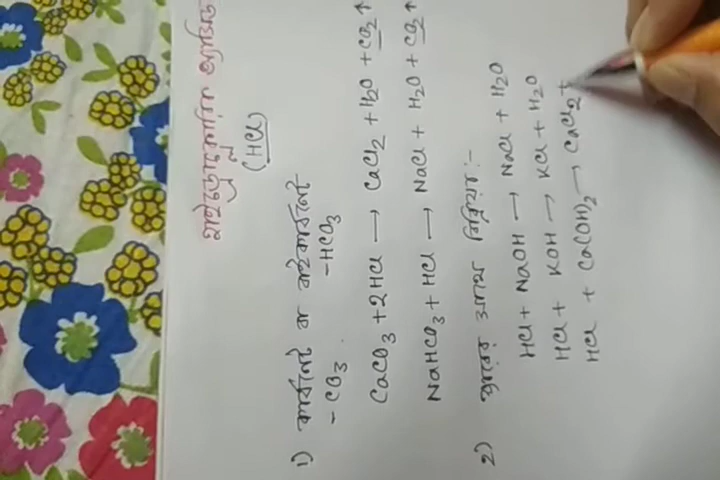 হাইড্রোক্লোরিক অ্যাসিড
(HCl)
1) কার্বনেট বা বাইকার্বনেট
- CO3 - HCO3
CaCO3 + 2HCl → CaCl2 + H2O + CO2 ↑
NaHCO3 + HCl → NaCl + H2O + CO2 ↑
2) ক্ষারের সাথে বিক্রিয়া:-
HCl + NaOH → NaCl + H2O
HCl + KOH → KCl + H2O
HCl + Ca(OH)2 → CaCl2 +